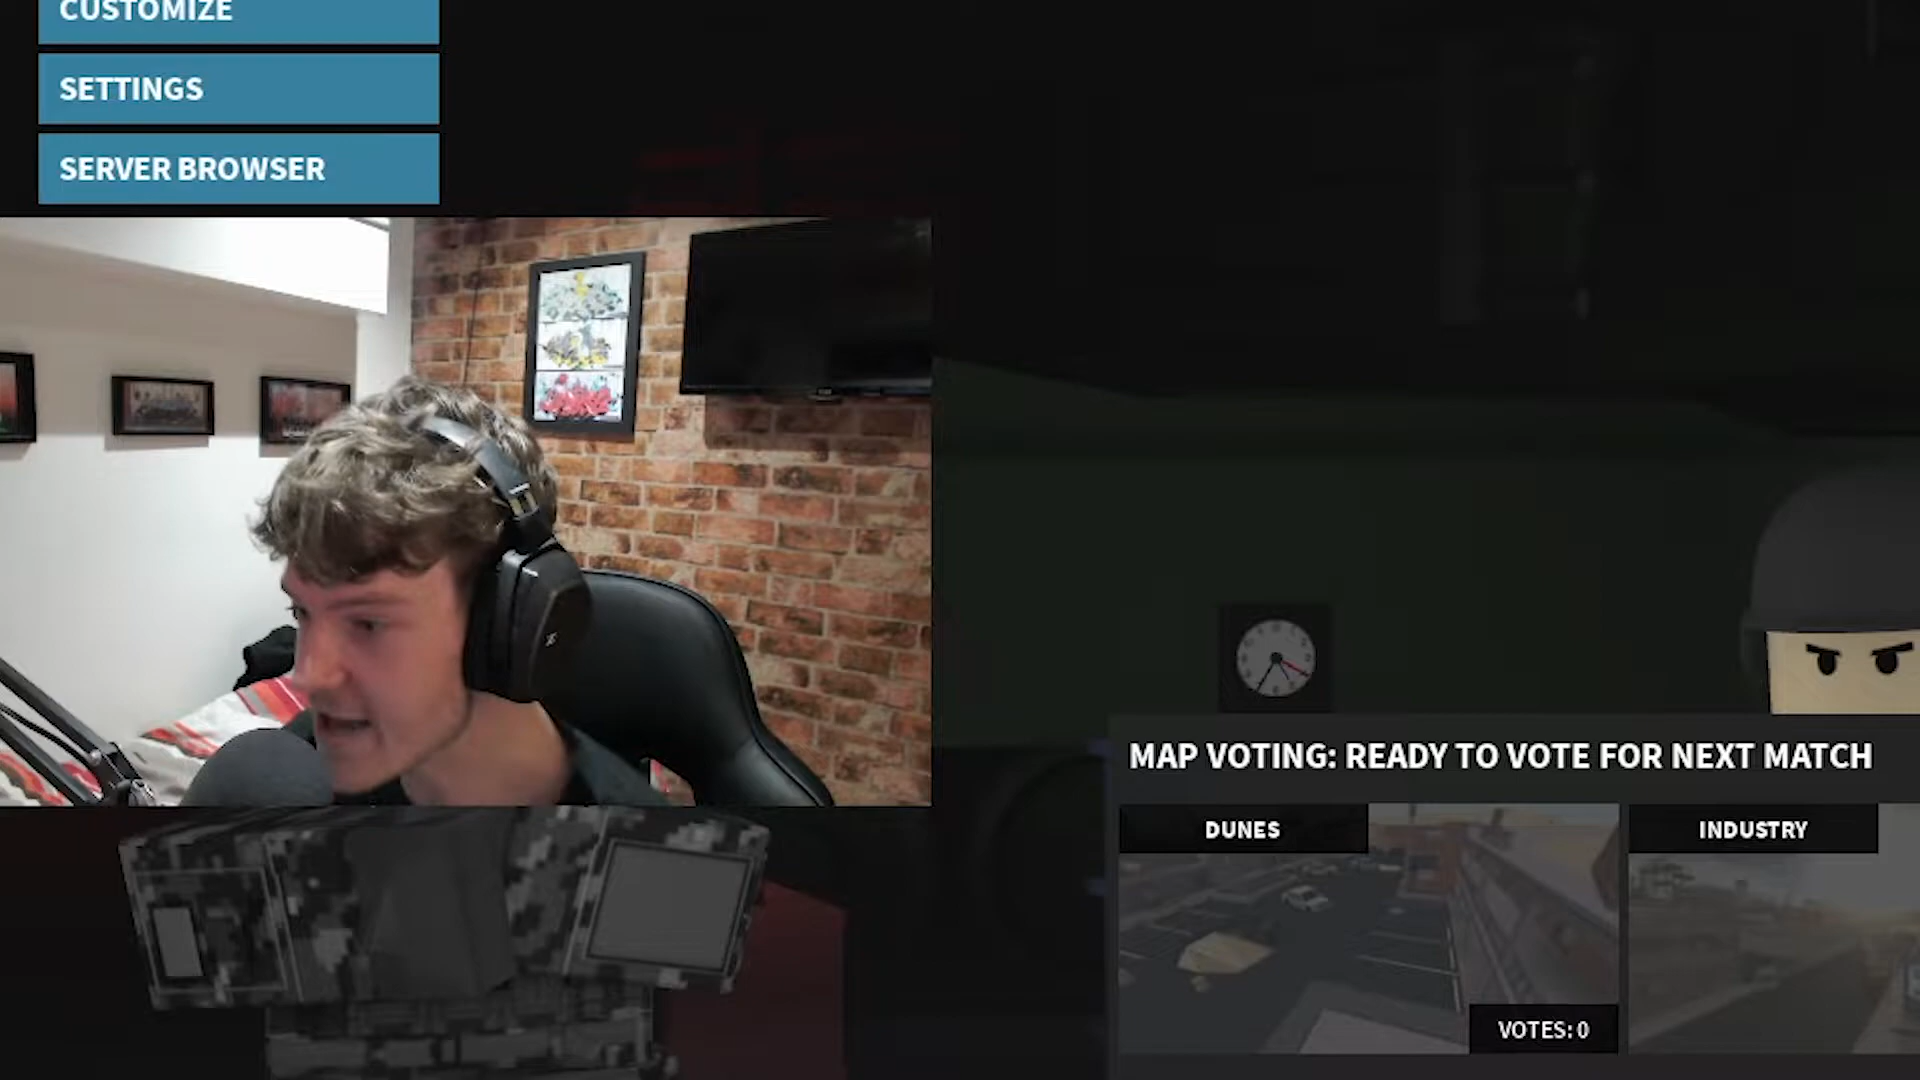 CUSTOMIZE
SETTINGS
SERVER BROWSER
MAP VOTING: READY TO VOTE FOR NEXT MATCH
DUNES
INDUSTRY
VOTES: 0